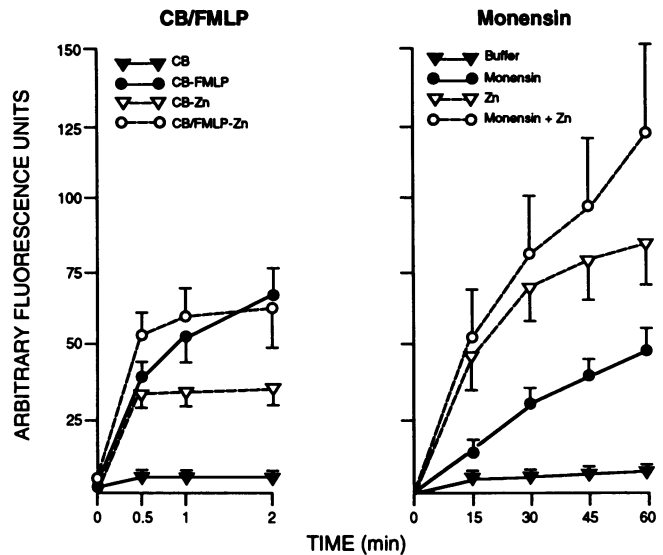 CB/FMLP
CB
CB-FMLP
CB-Zn
CB/FMLP-Zn
150
125
100
75
50
25
0
0.5
1
2
ARBITRARY FLUORESCENCE UNITS
Monensin
Buffer
Monensin
Zn
Monensin + Zn
0
15
30
45
60
TIME (min)